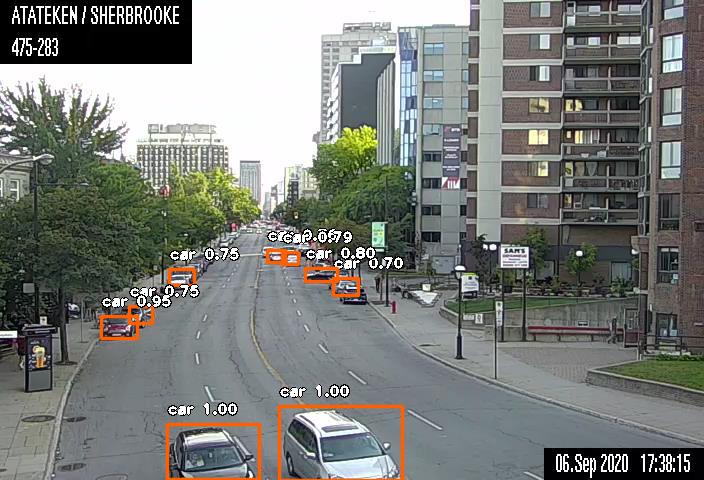 ATATEKEN / SHERBROOKE
475-283
car 0.79
car 0.75
car 0.80
car 0.70
car 0.75
car 0.95
SAM'S
car 1.00
car 1.00
06.Sep 2020 17:38:15